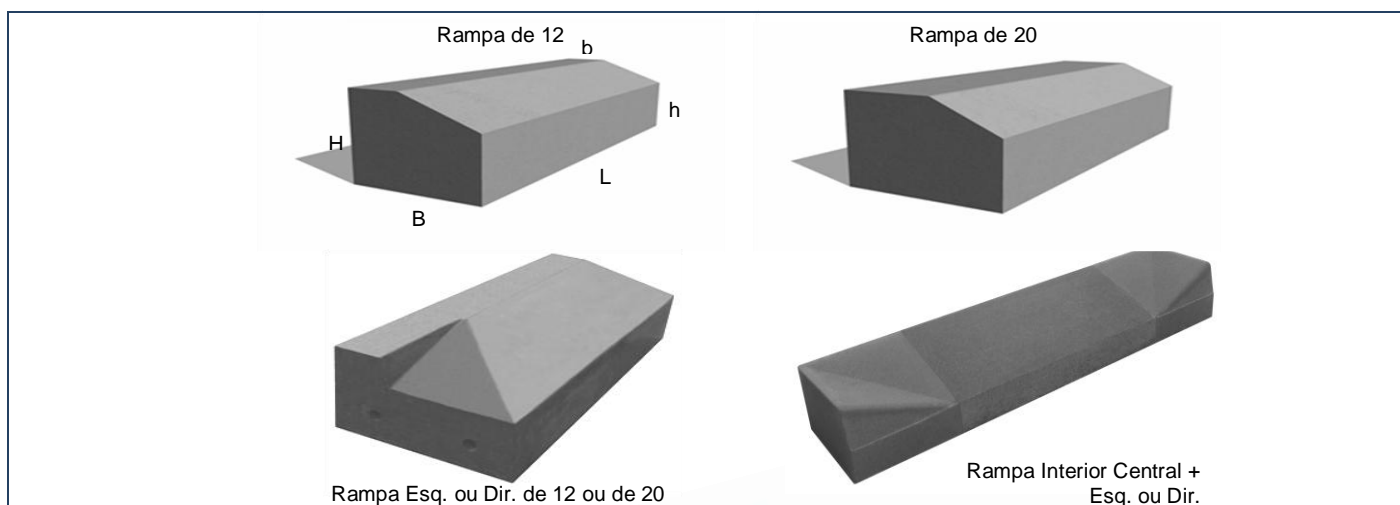 Rampa de 12
b
Rampa de 20
h
H
L
B
Rampa Esq. ou Dir. de 12 ou de 20
Rampa Interior Central +
Esq. ou Dir.